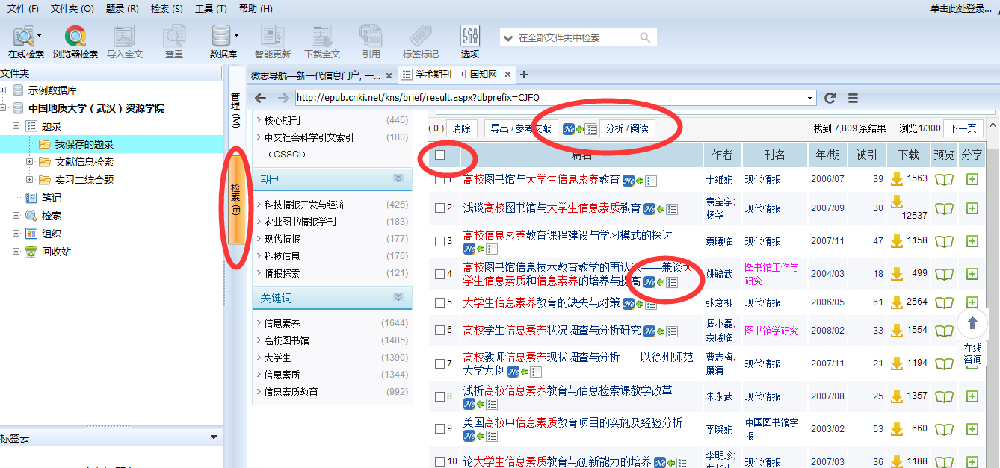 文件 (F) 文件夹 (O) 题录 (R) 检索 (S) 工具 (T) 帮助 (H) 单击此处登录...
在线检索 浏览器检索 导入全文 查重 数据库 智能更新 下载全文 引用 标签标记 选项 在全部文件夹中检索
文件夹
示例数据库
中国地质大学（武汉）资源学院
题录
我保存的题录
文献信息检索
实习二综合题
笔记
检索
组织
回收站
标签云
管理 (M)
检索 (E)
微志导航—新一代信息门户, 一... × 学术期刊—中国知网 × +
http://epub.cnki.net/kns/brief/result.aspx?dbprefix=CJFQ
核心期刊 (445)
中文社会科学引文索引 (180)
（CSSCI）
期刊
科技情报开发与经济 (425)
农业图书情报学刊 (183)
现代情报 (177)
科技信息 (176)
情报探索 (121)
关键词
信息素养 (1644)
高校图书馆 (1485)
大学生 (1390)
信息素质 (1344)
信息素质教育 (992)
( 0 ) 清除 导出 / 参考文献 Ne 分析 / 阅读 找到 7,809 条结果 浏览1/300 下一页
篇名 作者 刊名 年/期 被引 下载 预览 分享
1 高校图书馆与大学生信息素养教育 Ne 于维娟 现代情报 2006/07 39 1563
2 浅谈高校图书馆与大学生信息素质教育 Ne 袁宝宇; 杨华 现代情报 2007/09 30 12537
3 高校信息素养教育课程建设与学习模式的探讨 Ne 袁曦临 现代情报 2007/11 47 1158
4 高校图书馆信息技术教育教学的再认识——兼谈大
学生信息素质和信息素养的培养与提高 Ne 姚毓武 图书馆工作与研究 2004/03 18 499
5 大学生信息素养教育的缺失与对策 Ne 张意柳 现代情报 2006/05 61 2564
6 高校学生信息素养状况调查与分析研究 Ne 周小磊; 袁曦临 图书馆学研究 2008/02 33 1554
7 高校教师信息素养现状调查与分析——以徐州师范
大学为例 Ne 曹志梅; 廉清 现代情报 2007/11 21 1194
8 浅析高校信息素养教育与信息检索课教学改革 Ne 朱永武 现代情报 2007/08 25 1357
9 美国高校中信息素质教育项目的实施及经验分析 Ne 李晓娟 中国图书馆学报 2003/02 53 660
10 论大学生信息素质教育与创新能力的培养 Ne 李明珍; 现代情报 2007/03 36 1188
在线
咨询